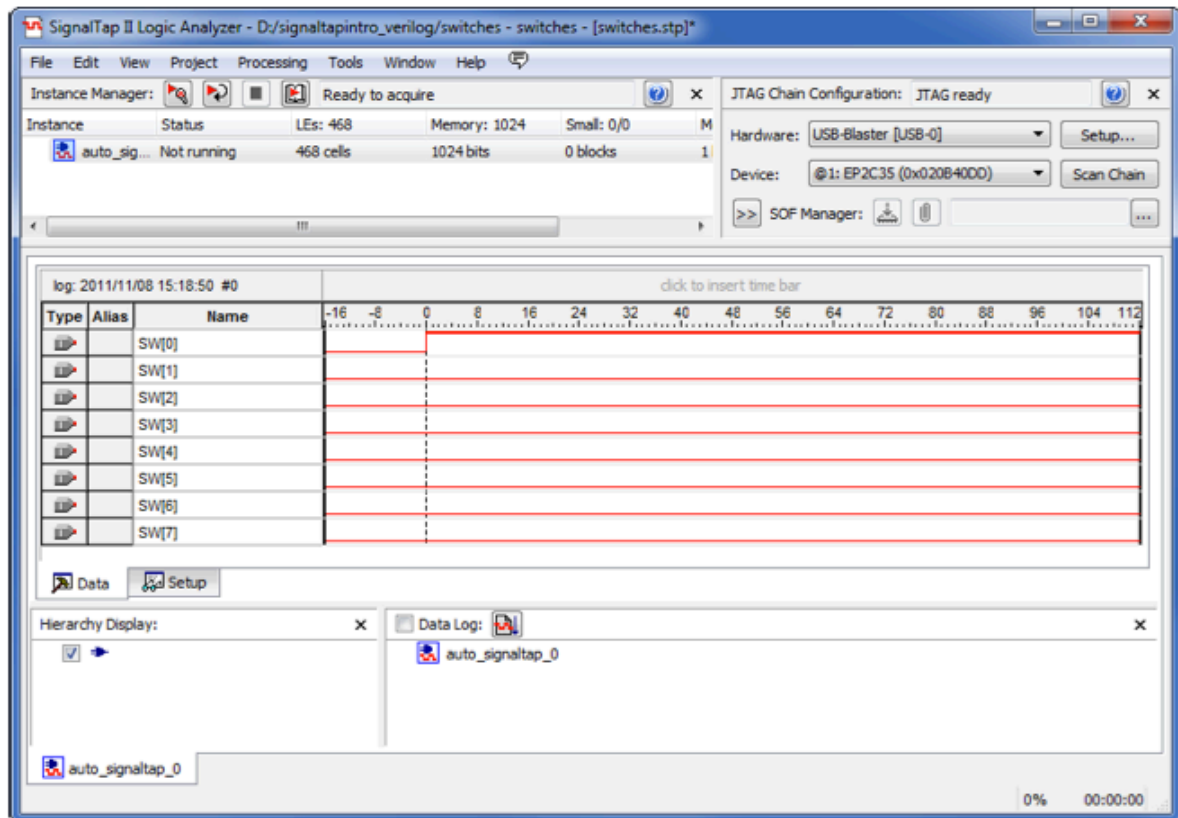 SignalTap II Logic Analyzer - D:/signaltapintro_verilog/switches - switches - [switches.stp]*
File Edit View Project Processing Tools Window Help
Instance Manager: Ready to acquire
Instance Status LEs: 468 Memory: 1024 Small: 0/0 M
auto_sig... Not running 468 cells 1024 bits 0 blocks 1
JTAG Chain Configuration: JTAG ready
Hardware: USB-Blaster [USB-0] Setup...
Device: @1: EP2C35 (0x020B40DD) Scan Chain
>> SOF Manager: ...
log: 2011/11/08 15:18:50 #0 click to insert time bar
Type Alias Name -16 -8 0 8 16 24 32 40 48 56 64 72 80 88 96 104 112
SW[0]
SW[1]
SW[2]
SW[3]
SW[4]
SW[5]
SW[6]
SW[7]
Data Setup
Hierarchy Display:
Data Log:
auto_signaltap_0
auto_signaltap_0
0% 00:00:00